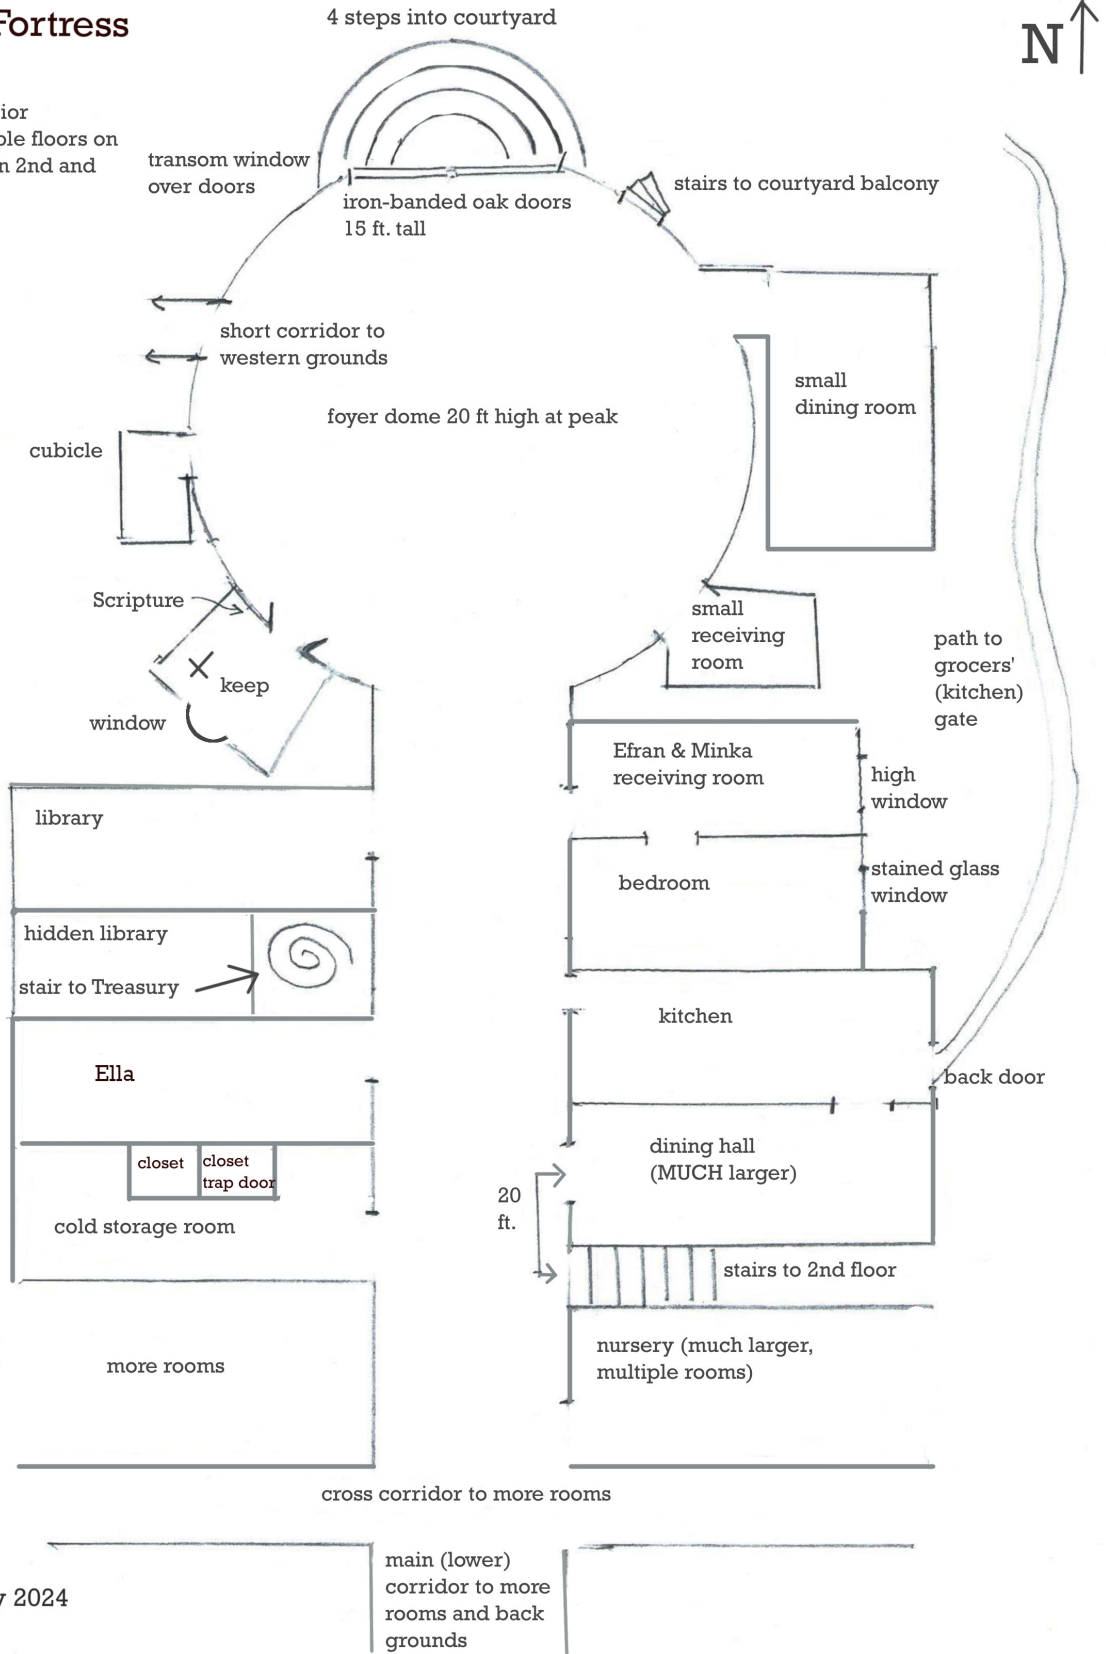 Fortress
4 steps into courtyard
N
ior
ple floors on
n 2nd and
transom window
over doors
iron-banded oak doors
15 ft. tall
stairs to courtyard balcony
short corridor to
western grounds
foyer dome 20 ft high at peak
small
dining room
cubicle
Scripture
keep
window
small
receiving
room
path to
grocers'
(kitchen)
gate
Efran & Minka
receiving room
high
window
library
bedroom
stained glass
window
hidden library
stair to Treasury
kitchen
Ella
back door
closet
closet
trap door
cold storage room
dining hall
(MUCH larger)
20
ft.
stairs to 2nd floor
more rooms
nursery (much larger,
multiple rooms)
cross corridor to more rooms
main (lower)
corridor to more
rooms and back
grounds
y 2024